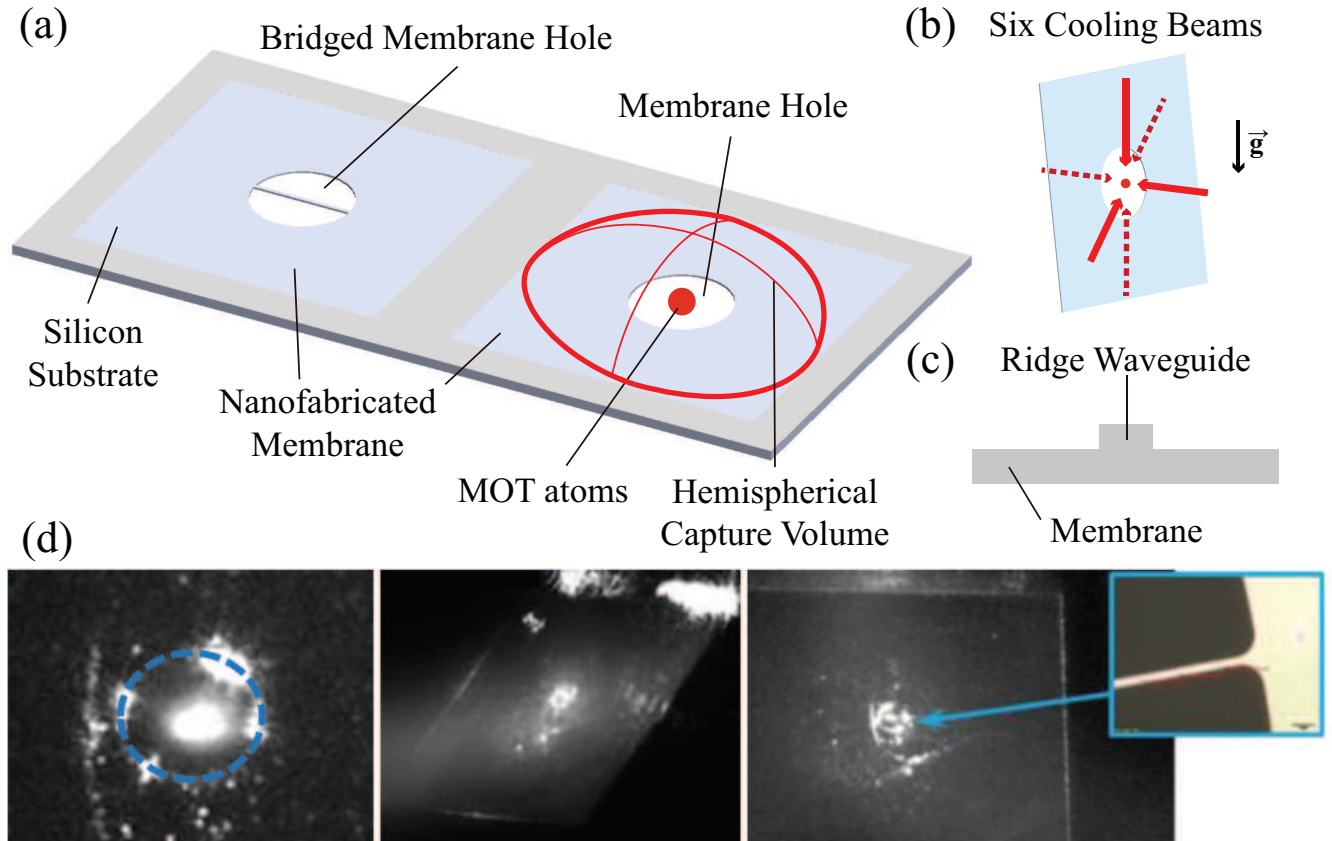 (a)
Bridged Membrane Hole
Membrane Hole
Silicon
Substrate
Nanofabricated
Membrane
MOT atoms
Hemispherical
Capture Volume
(b) Six Cooling Beams
g
(c)
Ridge Waveguide
Membrane
(d)